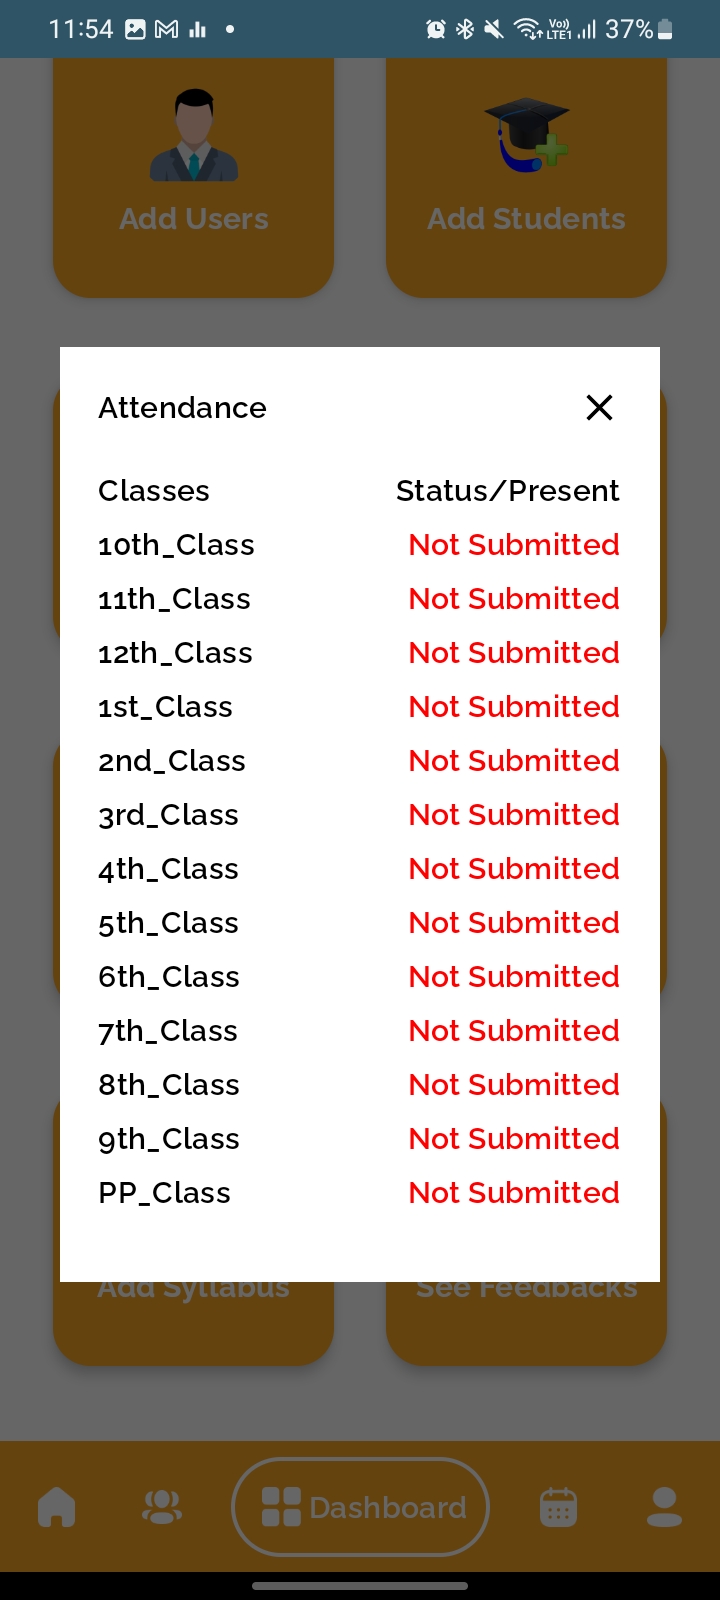 11:54 Vo) LTE1 37%
Add Users Add Students
Attendance
Classes Status/Present
10th_Class Not Submitted
11th_Class Not Submitted
12th_Class Not Submitted
1st_Class Not Submitted
2nd_Class Not Submitted
3rd_Class Not Submitted
4th_Class Not Submitted
5th_Class Not Submitted
6th_Class Not Submitted
7th_Class Not Submitted
8th_Class Not Submitted
9th_Class Not Submitted
PP_Class Not Submitted
Add Syllabus See Feedbacks
Dashboard